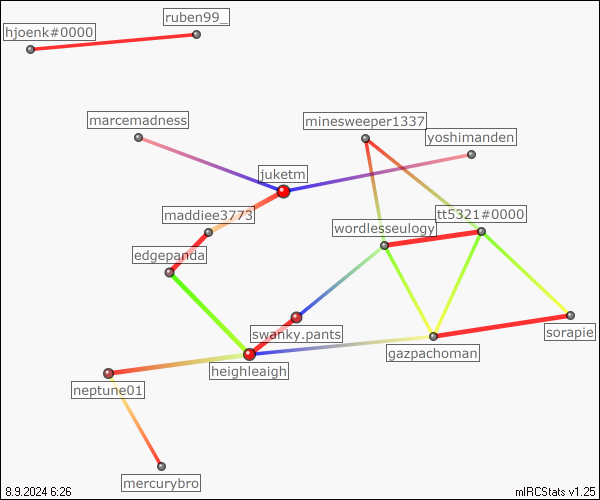 ruben99_
hjoenk#0000
marcemadness
minesweeper1337
yoshimanden
juketm
maddiee3773
tt5321#0000
wordlesseulogy
edgepanda
swanky.pants
sorapie
gazpachoman
heighleaigh
neptune01
mercurybro
8.9.2024 6:26
mIRCStats v1.25